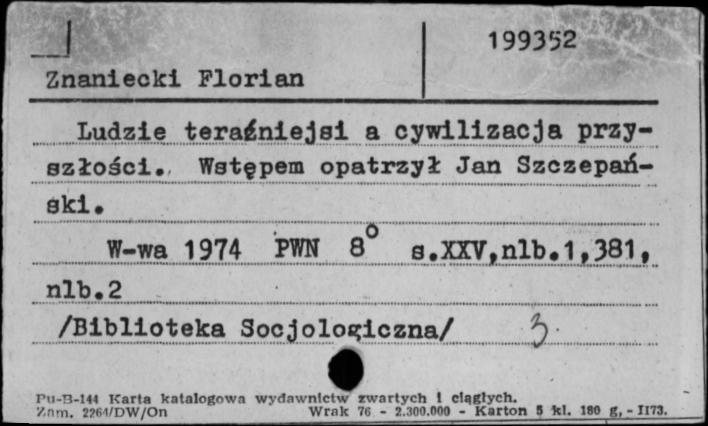 199352
Znaniecki Florian
Ludzie teraźniejsi a cywilizacja przy-
szłości. Wstępem opatrzył Jan Szczepań-
ski.
W-wa 1974 PWN 8° s.XXV,nlb.1,381,
nlb.2
/Biblioteka Socjologiczna/ 3
Pu-B-144 Karta katalogowa wydawnictw zwartych i ciągłych.
Zam. 2264/DW/On Wrak 76 - 2.300.000 - Karton 5 kl. 180 g, - II73.